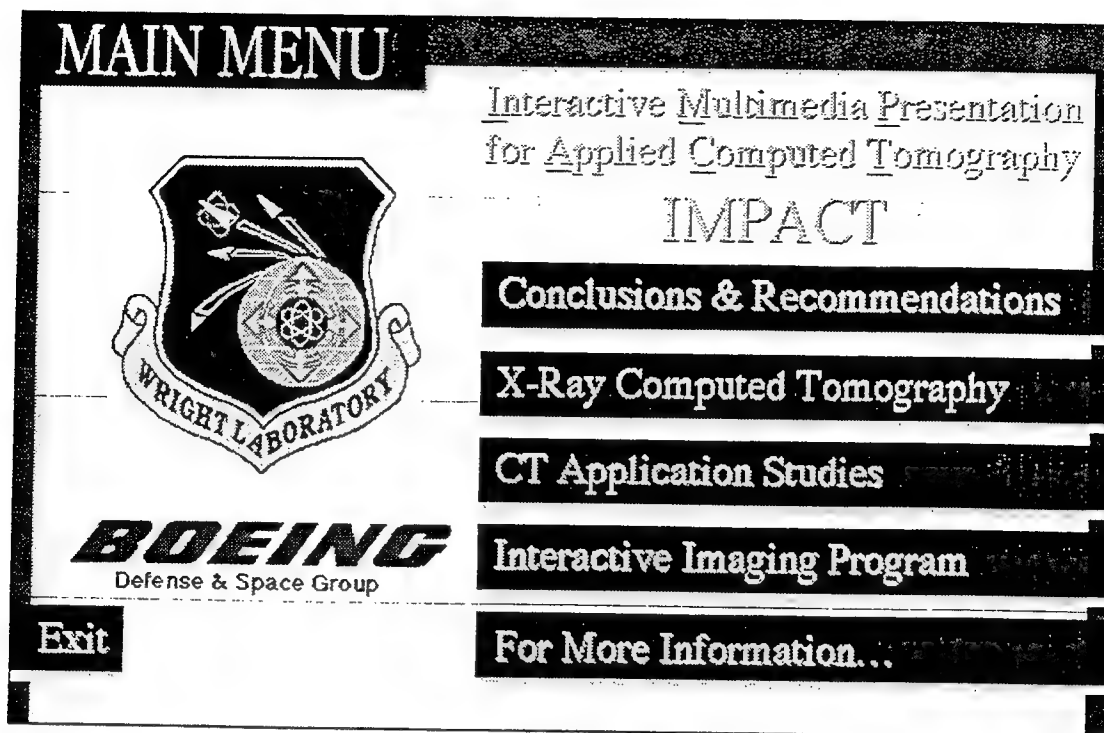 MAIN MENU
Interactive Multimedia Presentation
for Applied Computed Tomography
IMPACT
WRIGHT LABORATORY
Conclusions & Recommendations
X-Ray Computed Tomography
CT Application Studies
BOEING
Defense & Space Group
Interactive Imaging Program
Exit
For More Information...